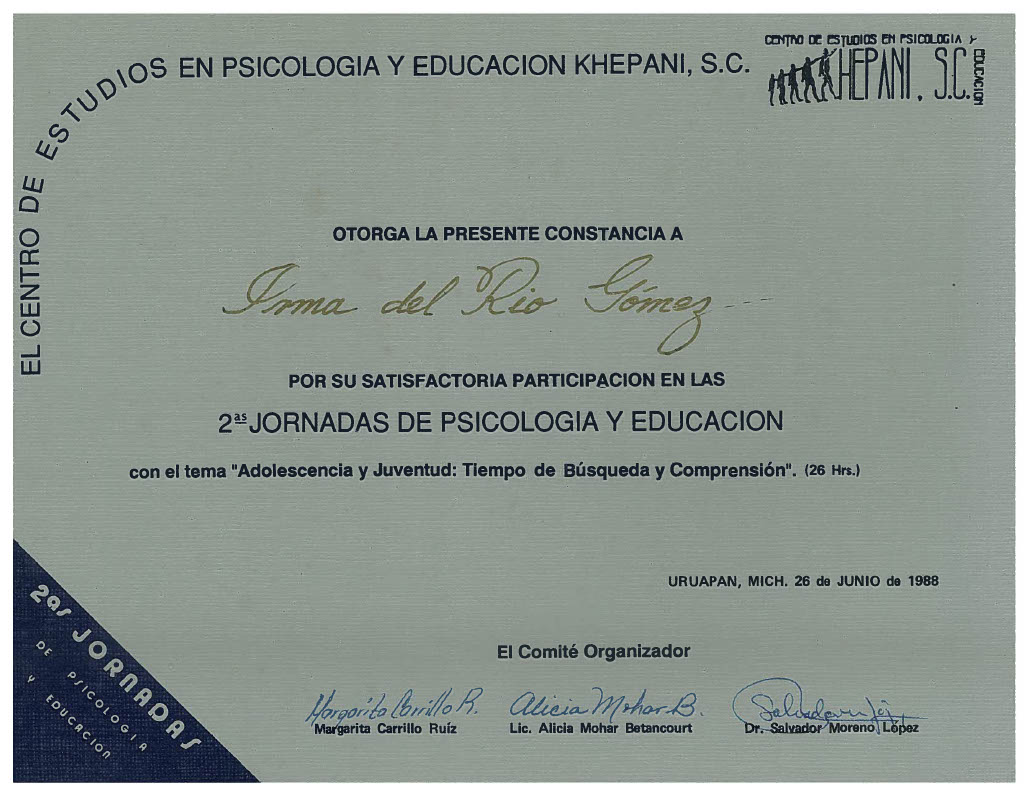 EL CENTRO DE ESTUDIOS EN PSICOLOGIA Y EDUCACION KHEPANI, S.C.
CENTRO DE ESTUDIOS EN PSICOLOGIA Y
KHEPANI, S.C.
EDUCACION
OTORGA LA PRESENTE CONSTANCIA A
Irma del Rio Gómez ---
POR SU SATISFACTORIA PARTICIPACION EN LAS
2as JORNADAS DE PSICOLOGIA Y EDUCACION
con el tema "Adolescencia y Juventud: Tiempo de Búsqueda y Comprensión". (26 Hrs.)
URUAPAN, MICH. 26 de JUNIO de 1988
2as JORNADAS
DE PSICOLOGIA
Y EDUCACION
El Comité Organizador
Margarita Carrillo R. Alicia Mohar B.
Margarita Carrillo Ruíz Lic. Alicia Mohar Betancourt Dr. Salvador Moreno López